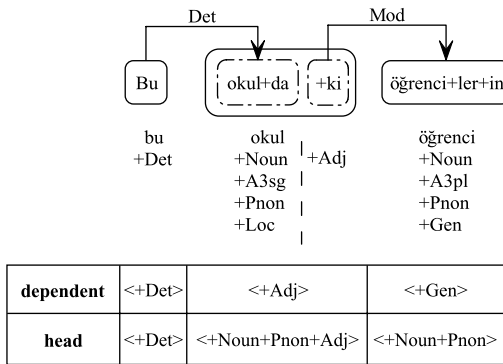 Det Mod
Bu okul+da +ki öğrenci+ler+in
bu okul öğrenci
+Det +Noun +Adj +Noun
+A3sg +A3pl
+Pnon +Pnon
+Loc +Gen
dependent <+Det> <+Adj> <+Gen>
head <+Det> <+Noun+Pnon+Adj> <+Noun+Pnon>